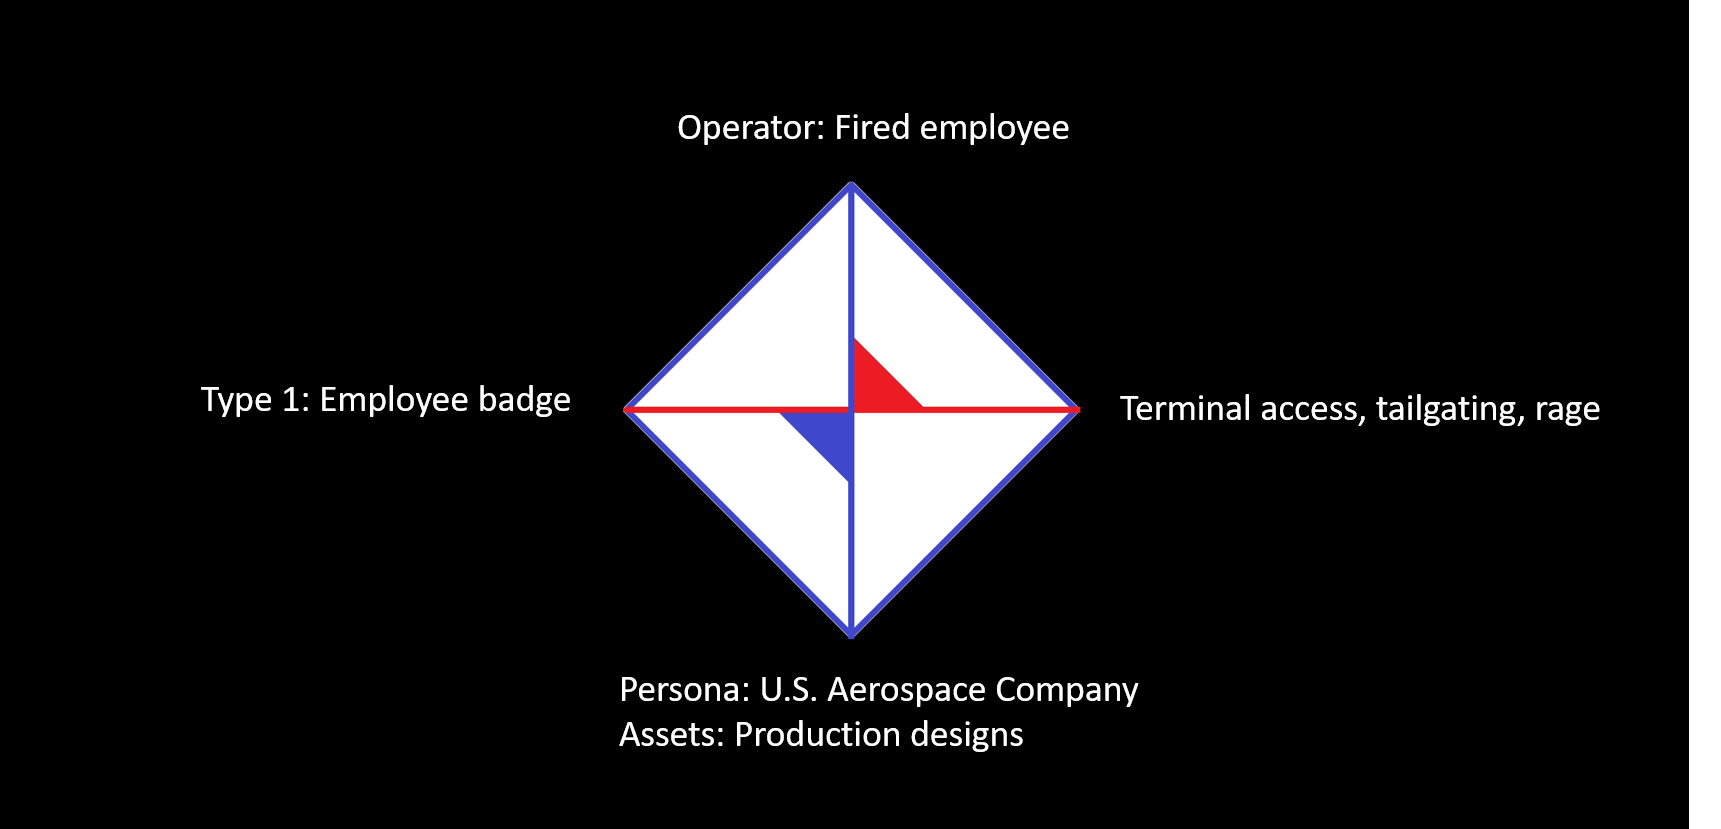 Operator: Fired employee
Type 1: Employee badge
Terminal access, tailgating, rage
Persona: U.S. Aerospace Company
Assets: Production designs